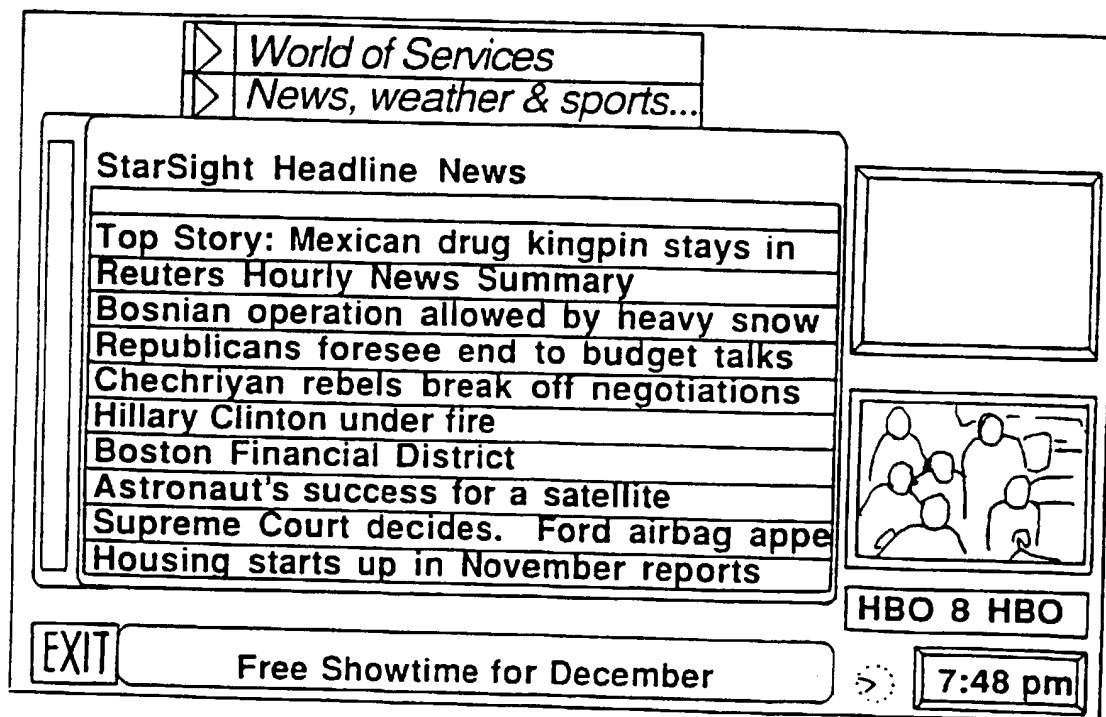 World of Services
News, weather & sports...
StarSight Headline News
Top Story: Mexican drug kingpin stays in
Reuters Hourly News Summary
Bosnian operation allowed by heavy snow
Republicans foresee end to budget talks
Chechriyan rebels break off negotiations
Hillary Clinton under fire
Boston Financial District
Astronaut's success for a satellite
Supreme Court decides. Ford airbag appe
Housing starts up in November reports
HBO 8 HBO
EXIT
Free Showtime for December
7:48 pm